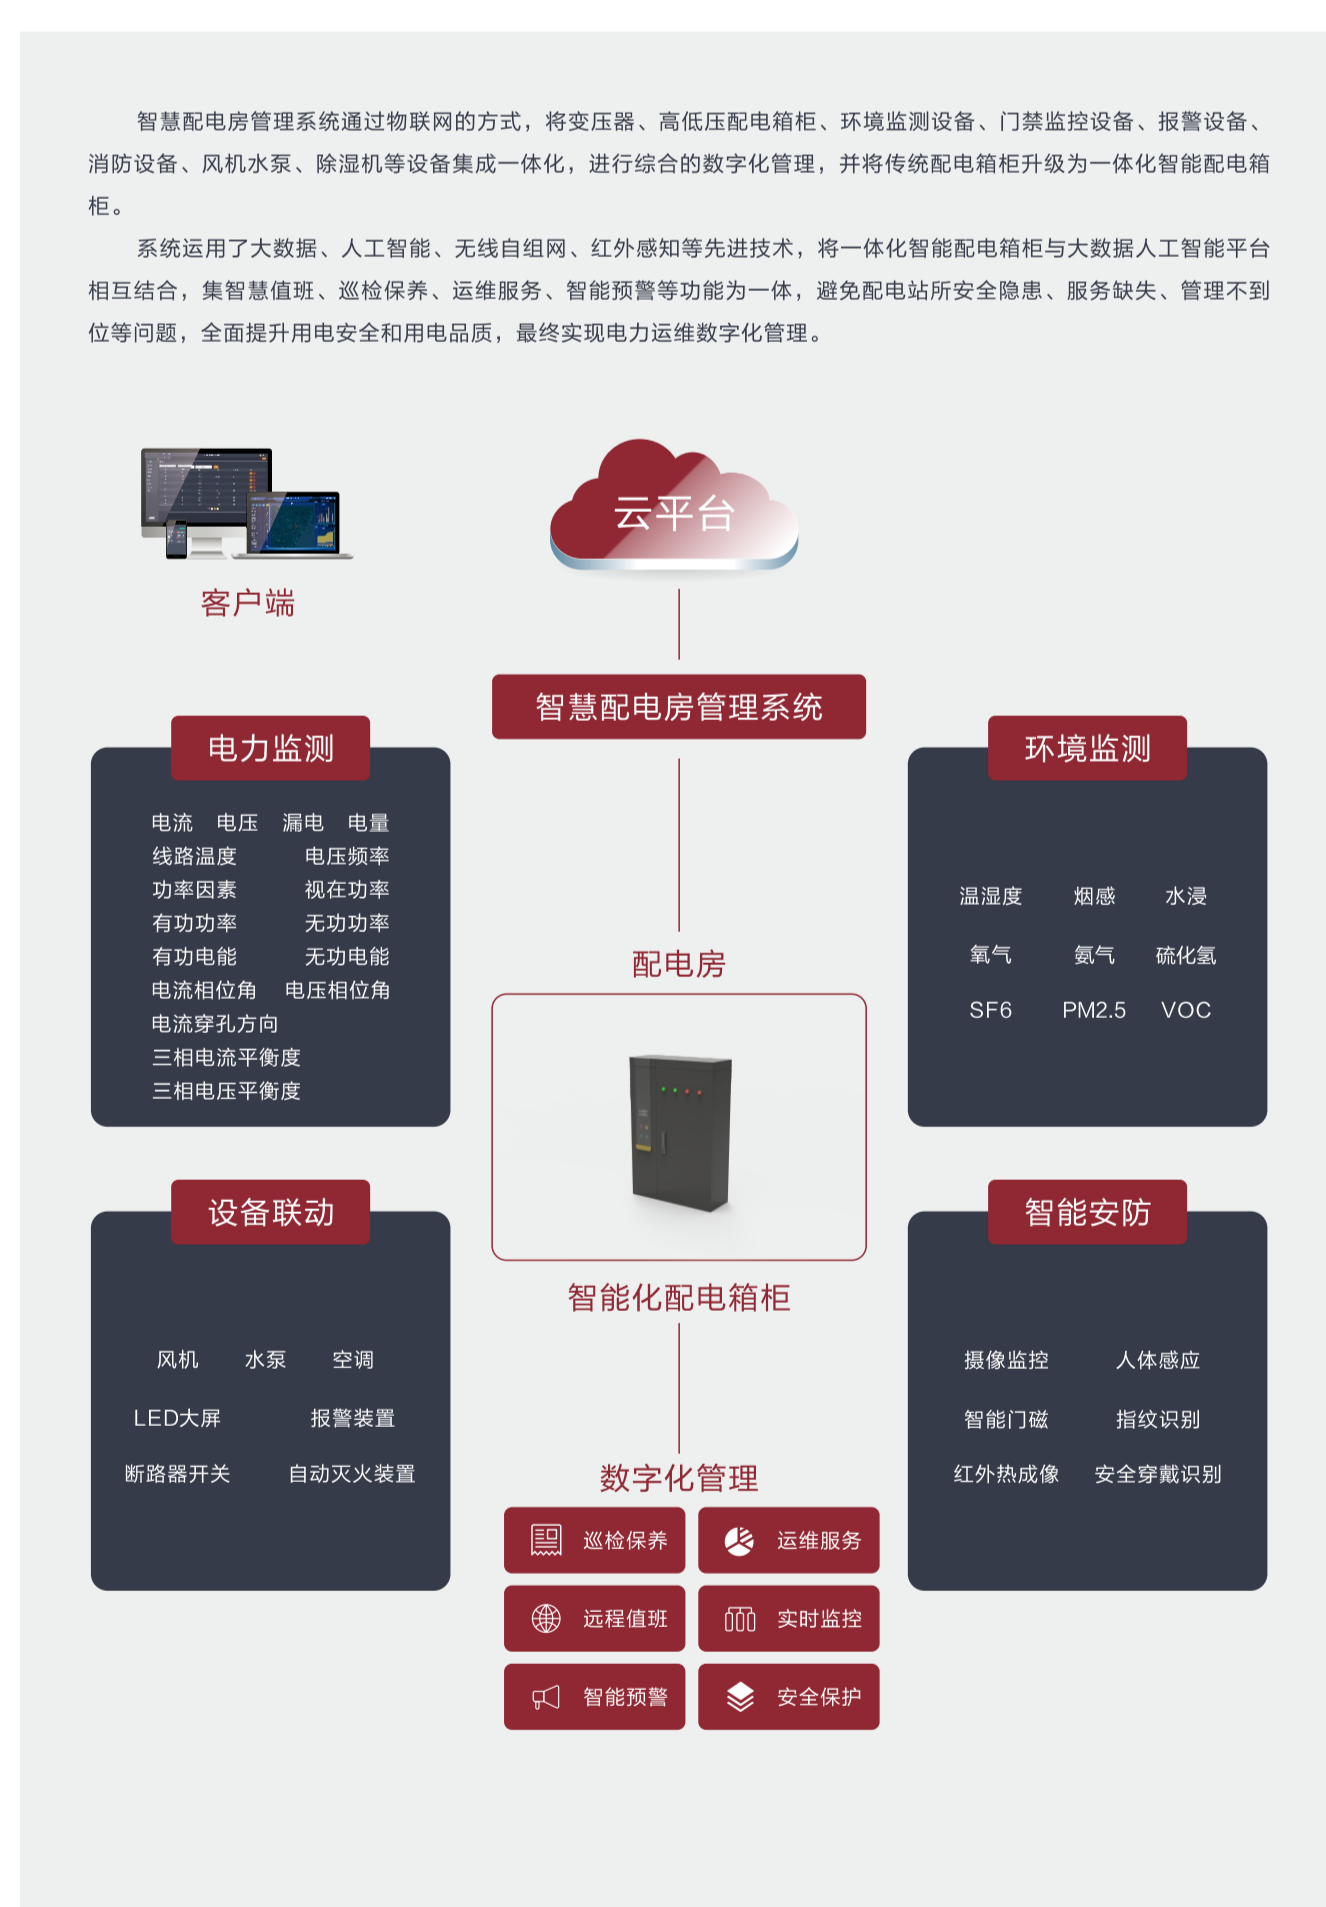 智慧配电房管理系统通过物联网的方式，将变压器、高低压配电箱柜、环境监测设备、门禁监控设备、报警设备、
消防设备、风机水泵、除湿机等设备集成一体化，进行综合的数字化管理，并将传统配电箱柜升级为一体化智能配电箱
柜。
系统运用了大数据、人工智能、无线自组网、红外感知等先进技术，将一体化智能配电箱柜与大数据人工智能平台
相互结合，集智慧值班、巡检保养、运维服务、智能预警等功能为一体，避免配电站所安全隐患、服务缺失、管理不到
位等问题，全面提升用电安全和用电品质，最终实现电力运维数字化管理。
云平台
客户端
智慧配电房管理系统
电力监测
电流 电压 漏电 电量
线路温度 电压频率
功率因素 视在功率
有功功率 无功功率
有功电能 无功电能
电流相位角 电压相位角
电流穿孔方向
三相电流平衡度
三相电压平衡度
环境监测
温湿度 烟感 水浸
氧气 氨气 硫化氢
SF6 PM2.5 VOC
配电房
智能化配电箱柜
设备联动
风机 水泵 空调
LED大屏 报警装置
断路器开关 自动灭火装置
智能安防
摄像监控 人体感应
智能门磁 指纹识别
红外热成像 安全穿戴识别
数字化管理
巡检保养 运维服务
远程值班 实时监控
智能预警 安全保护